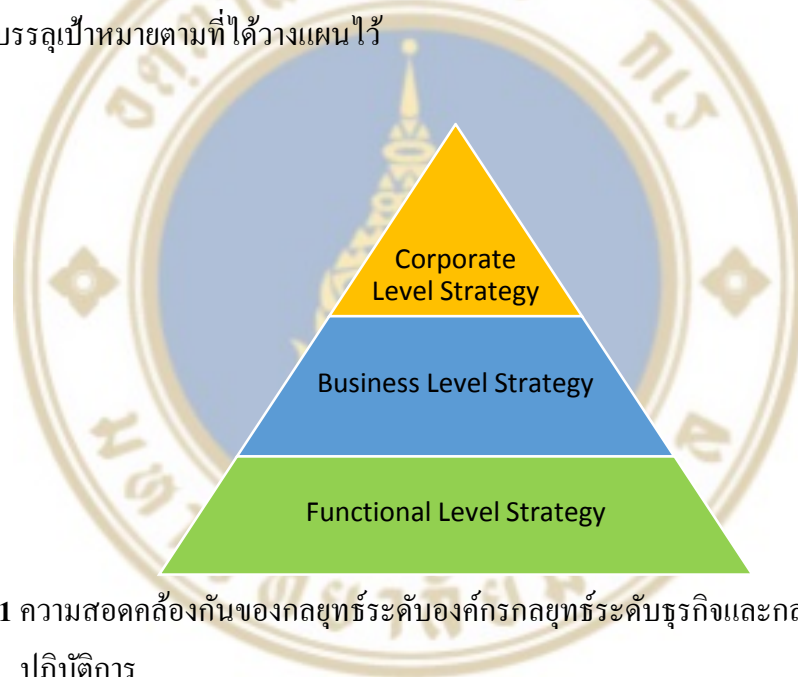 บรรลุเป้าหมายตามที่ได้วางแผนไว้
Corporate
Level Strategy
Business Level Strategy
Functional Level Strategy
1 ความสอดคล้องกันของกลยุทธ์ระดับองค์กรกลยุทธ์ระดับธุรกิจและ
ปฏิบัติการ